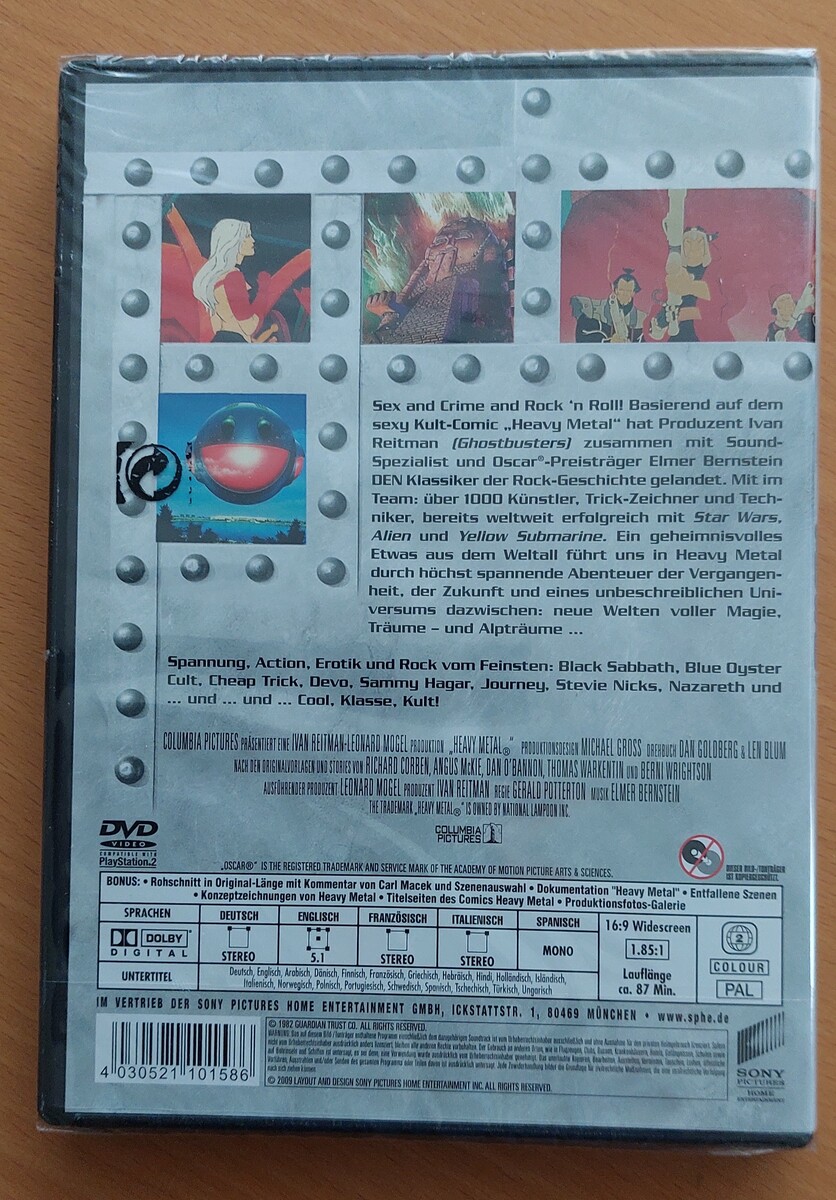 Sex and Crime and Rock ‘n Roll! Basierend auf dem
sexy Kult-Comic „Heavy Metal“ hat Produzent Ivan
Reitman (Ghostbusters) zusammen mit Sound-
Spezialist und Oscar®-Preisträger Elmer Bernstein
DEN Klassiker der Rock-Geschichte gelandet. Mit im
Team: über 1000 Künstler, Trick-Zeichner und Tech-
niker, bereits weltweit erfolgreich mit Star Wars,
Alien und Yellow Submarine. Ein geheimnisvolles
Etwas aus dem Weltall führt uns in Heavy Metal
durch höchst spannende Abenteuer der Vergangen-
heit, der Zukunft und eines unbeschreiblichen Uni-
versums dazwischen: neue Welten voller Magie,
Träume – und Alpträume ...
Spannung, Action, Erotik und Rock vom Feinsten: Black Sabbath, Blue Oyster
Cult, Cheap Trick, Devo, Sammy Hagar, Journey, Stevie Nicks, Nazareth und
... und ... und ... Cool, Klasse, Kult!
COLUMBIA PICTURES PRÄSENTIERT EINE IVAN REITMAN-LEONARD MOGEL PRODUKTION „HEAVY METAL®“ PRODUKTIONSDESIGN MICHAEL GROSS DREHBUCH DAN GOLDBERG & LEN BLUM
NACH DEN ORIGINALVORLAGEN UND STORIES VON RICHARD CORBEN, ANGUS McKIE, DAN O'BANNON, THOMAS WARKENTIN UND BERNI WRIGHTSON
AUSFÜHRENDER PRODUZENT LEONARD MOGEL PRODUZENT IVAN REITMAN REGIE GERALD POTTERTON MUSIK ELMER BERNSTEIN
THE TRADEMARK „HEAVY METAL®“ IS OWNED BY NATIONAL LAMPOON INC.
DVD
VIDEO
COMPATIBLE WITH
PlayStation.2
COLUMBIA
PICTURES
„OSCAR®“ IS THE REGISTERED TRADEMARK AND SERVICE MARK OF THE ACADEMY OF MOTION PICTURE ARTS & SCIENCES.
DIESER BILD-/TONTRÄGER
IST KOPIERGESCHÜTZT.
BONUS: • Rohschnitt in Original-Länge mit Kommentar von Carl Macek und Szenenauswahl • Dokumentation "Heavy Metal" • Entfallene Szenen
• Konzeptzeichnungen von Heavy Metal • Titelseiten des Comics Heavy Metal • Produktionsfotos-Galerie
SPRACHEN DEUTSCH ENGLISCH FRANZÖSISCH ITALIENISCH SPANISCH
DOLBY
DIGITAL
STEREO 5.1 STEREO STEREO MONO
UNTERTITEL
Deutsch, Englisch, Arabisch, Dänisch, Finnisch, Französisch, Griechisch, Hebräisch, Hindi, Holländisch, Isländisch,
Italienisch, Norwegisch, Polnisch, Portugiesisch, Schwedisch, Spanisch, Tschechisch, Türkisch, Ungarisch
16:9 Widescreen
1.85:1
Lauflänge
ca. 87 Min.
2
COLOUR
PAL
IM VERTRIEB DER SONY PICTURES HOME ENTERTAINMENT GMBH, ICKSTATTSTR. 1, 80469 MÜNCHEN • www.sphe.de
4 030521 101586
© 1982 GUARDIAN TRUST CO. ALL RIGHTS RESERVED.
© 2009 LAYOUT AND DESIGN SONY PICTURES HOME ENTERTAINMENT INC. ALL RIGHTS RESERVED.
SONY
PICTURES
HOME
ENTERTAINMENT